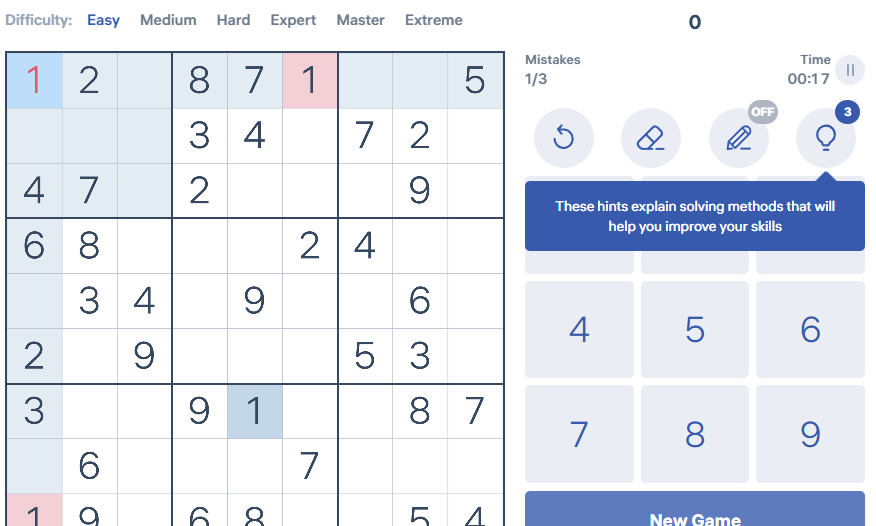 Difficulty: Easy Medium Hard Expert Master Extreme
0
Mistakes
1/3
Time
00:17
OFF
3
These hints explain solving methods that will
help you improve your skills
1 2 8 7 1 5
3 4 7 2
4 7 2 9
6 8 2 4
3 4 9 6
2 9 5 3
3 9 1 8 7
6 7
1 9 6 8 5 4
4 5 6
7 8 9
New Game